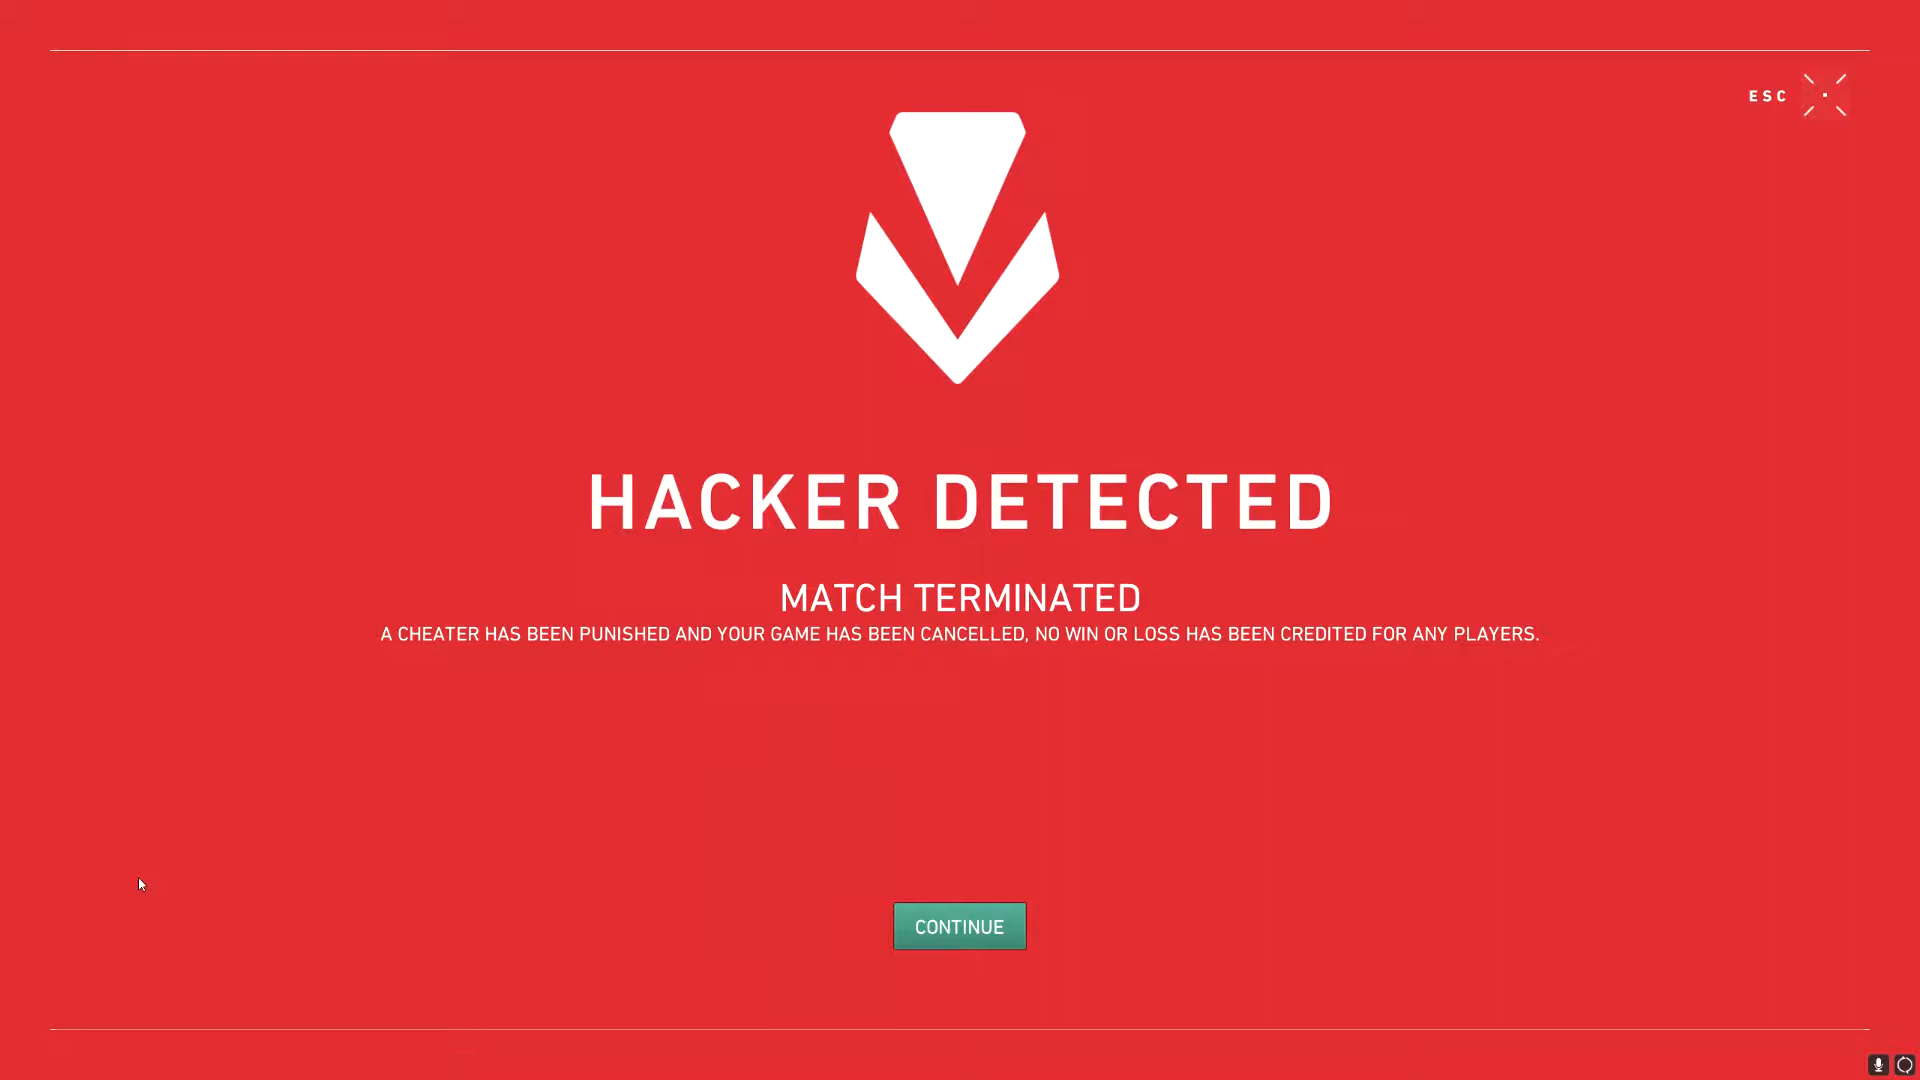 ESC
HACKER DETECTED
MATCH TERMINATED
A CHEATER HAS BEEN PUNISHED AND YOUR GAME HAS BEEN CANCELLED, NO WIN OR LOSS HAS BEEN CREDITED FOR ANY PLAYERS.
CONTINUE